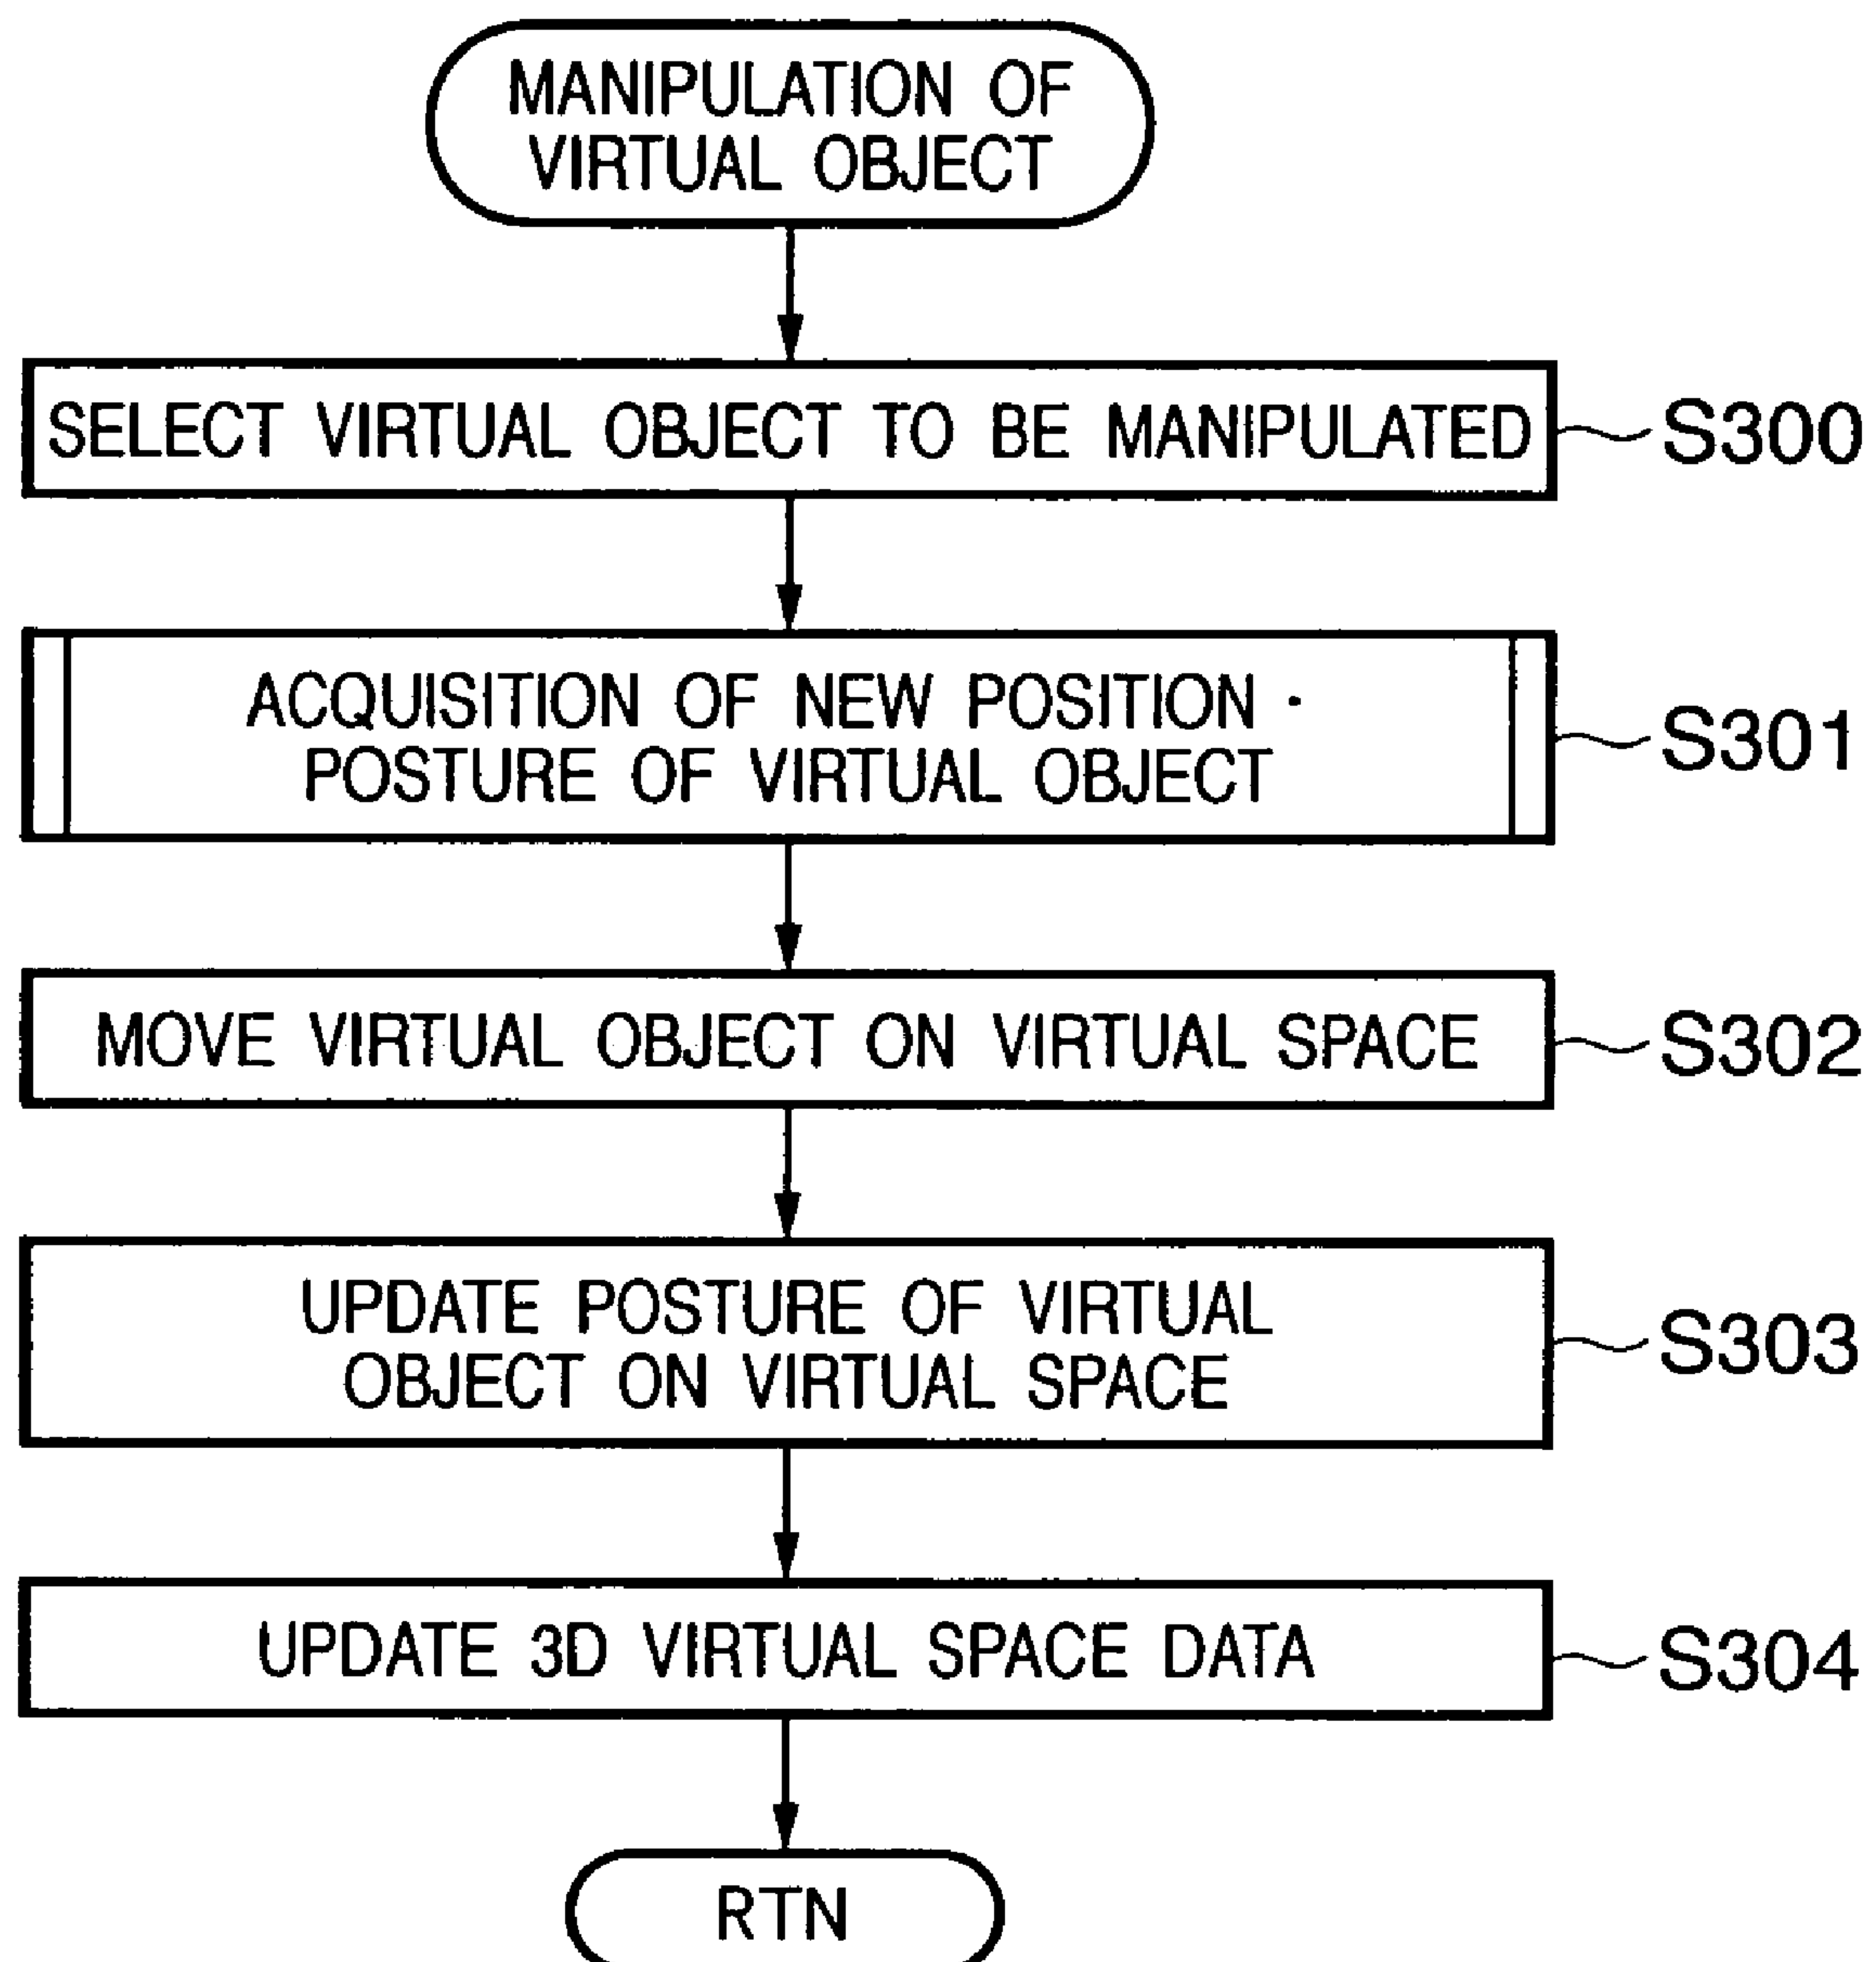 MANIPULATION OF
VIRTUAL OBJECT
SELECT VIRTUAL OBJECT TO BE MANIPULATED
S300
ACQUISITION OF NEW POSITION ·
POSTURE OF VIRTUAL OBJECT
S301
MOVE VIRTUAL OBJECT ON VIRTUAL SPACE
S302
UPDATE POSTURE OF VIRTUAL
OBJECT ON VIRTUAL SPACE
S303
UPDATE 3D VIRTUAL SPACE DATA
S304
RTN